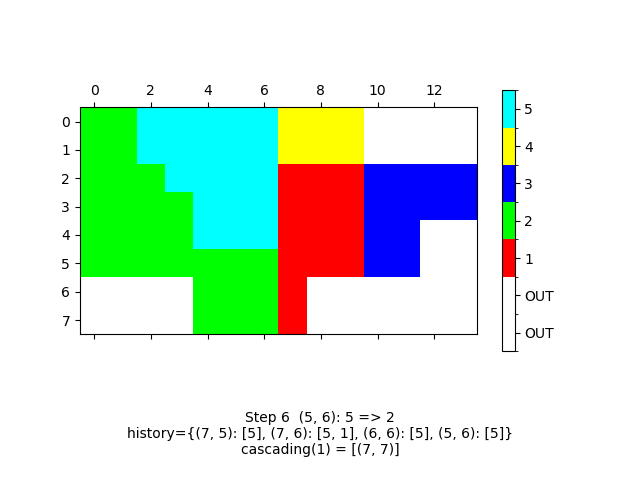 0 2 4 6 8 10 12
0
1
2
3
4
5
6
7
5
4
3
2
1
OUT
OUT
Step 6  (5, 6): 5 => 2
history={(7, 5): [5], (7, 6): [5, 1], (6, 6): [5], (5, 6): [5]}
cascading(1) = [(7, 7)]